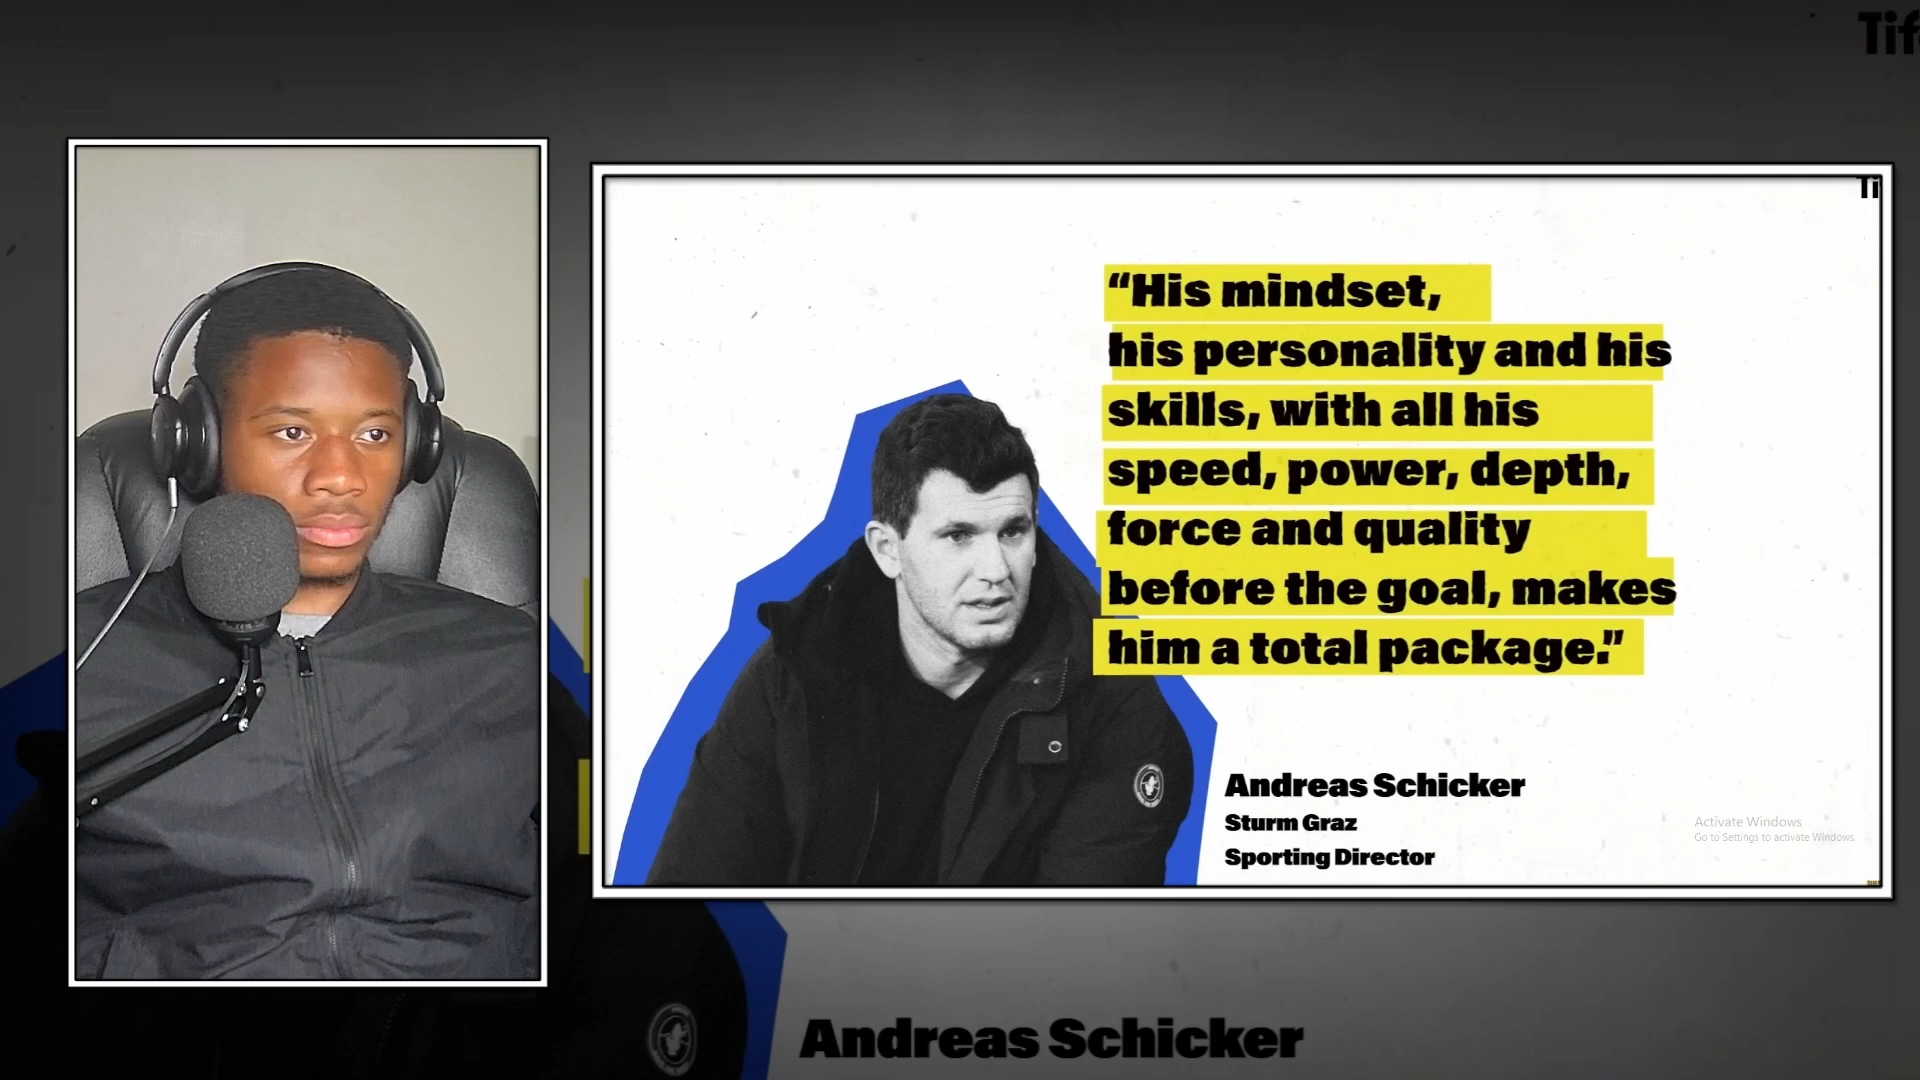 “His mindset,
his personality and his
skills, with all his
speed, power, depth,
force and quality
before the goal, makes
him a total package.”
Andreas Schicker
Sturm Graz
Sporting Director
Activate Windows
Go to Settings to activate Windows.
Andreas Schicker